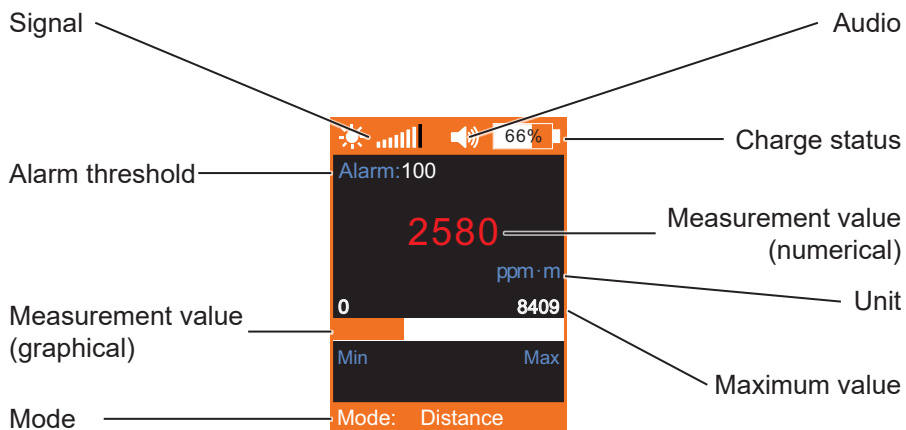 Signal
Audio
66%
Charge status
Alarm threshold
Alarm:100
2580
Measurement value
(numerical)
ppm·m
Unit
0 8409
Measurement value
(graphical)
Min Max
Maximum value
Mode
Mode: Distance